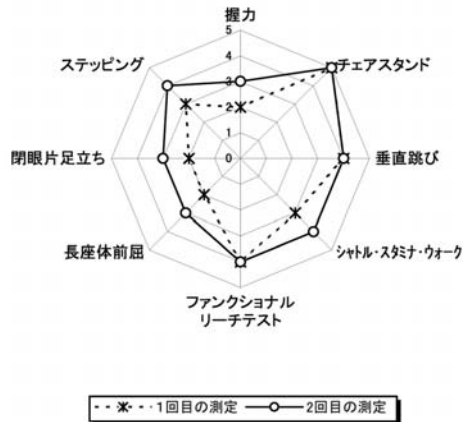 握力
5
4
3
2
1
0
チェアスタンド
垂直跳び
シャトル・スタミナ・ウォーク
ファンクショナル
リーチテスト
長座体前屈
閉眼片足立ち
ステッピング
1回目の測定
2回目の測定